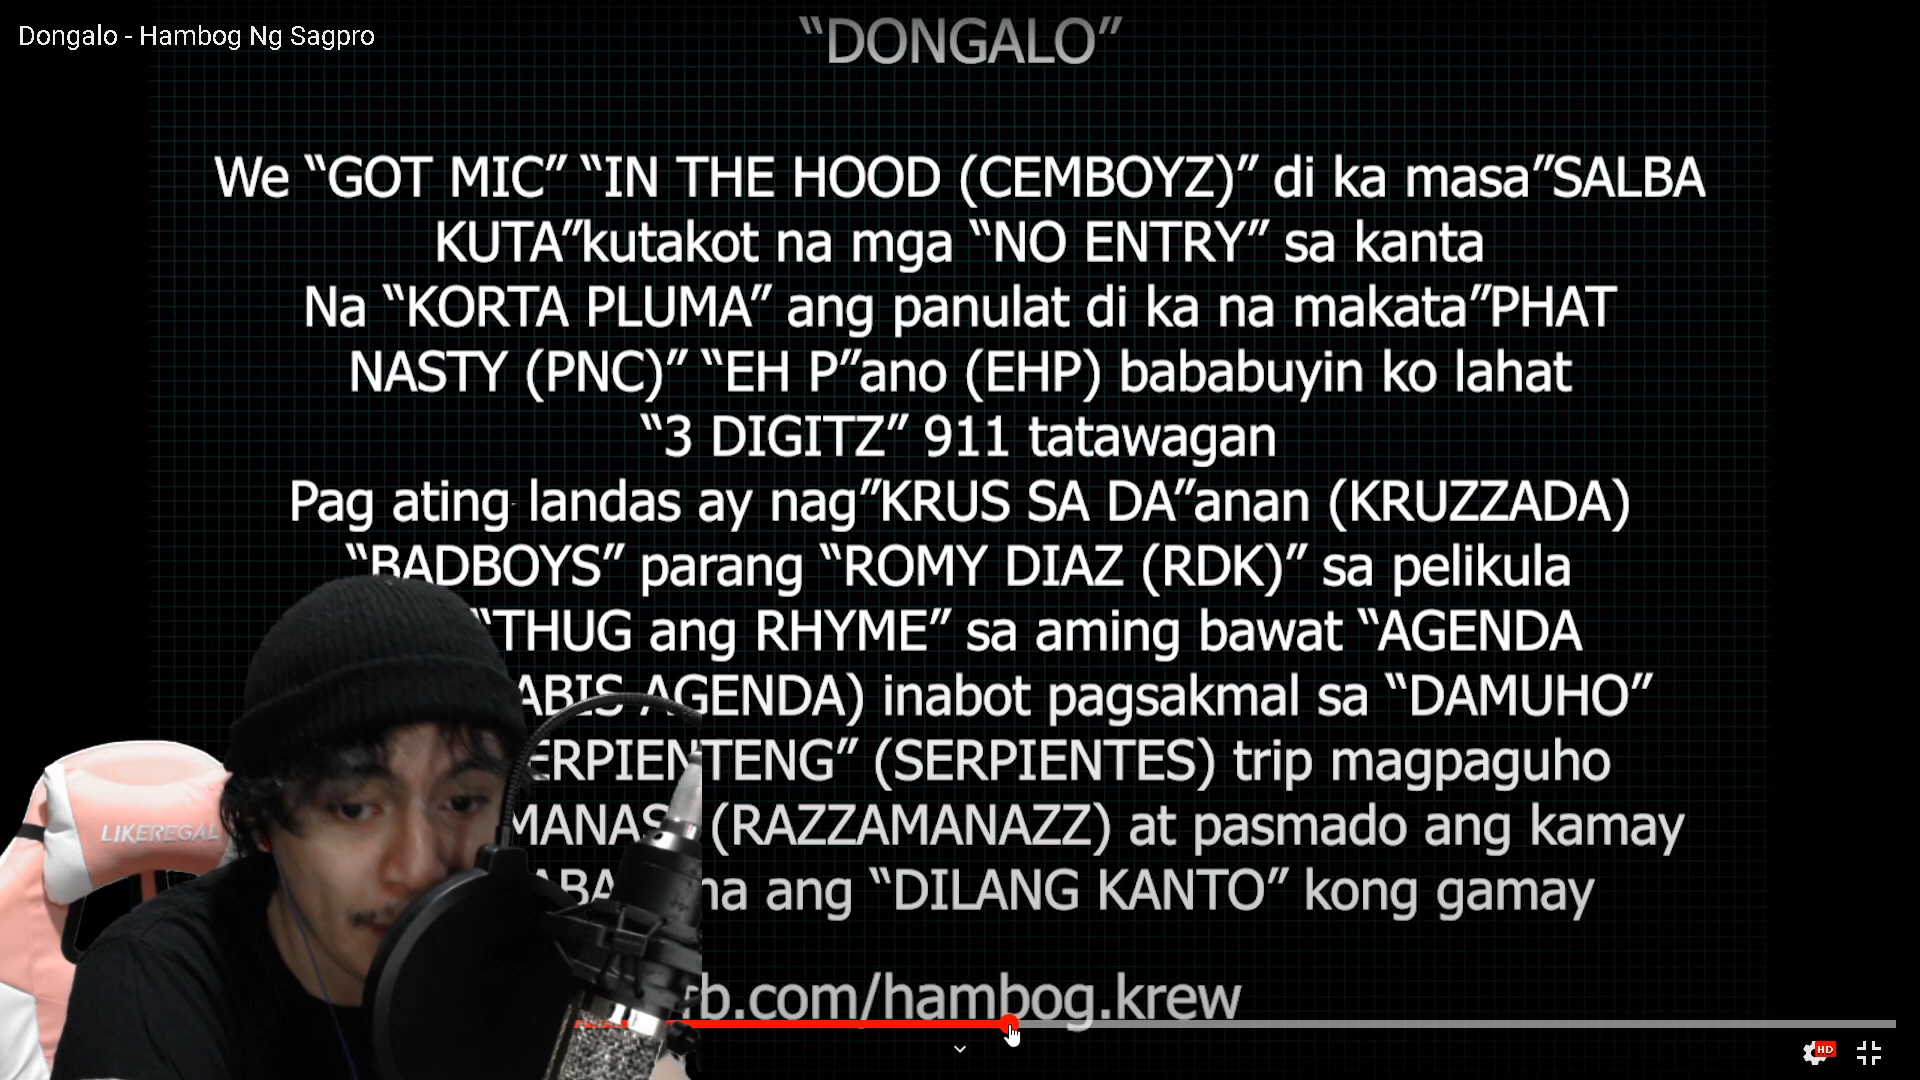 Dongalo - Hambog Ng Sagpro
“DONGALO”
We “GOT MIC” “IN THE HOOD (CEMBOYZ)” di ka masa”SALBA
KUTA”kutakot na mga “NO ENTRY” sa kanta
Na “KORTA PLUMA” ang panulat di ka na makata”PHAT
NASTY (PNC)” “EH P”ano (EHP) bababuyin ko lahat
“3 DIGITZ” 911 tatawagan
Pag ating landas ay nag”KRUS SA DA”anan (KRUZZADA)
“BADBOYS” parang “ROMY DIAZ (RDK)” sa pelikula
“THUG ang RHYME” sa aming bawat “AGENDA
AGENDA) inabot pagsakmal sa “DAMUHO”
(SERPIENTES) trip magpaguho
(RAZZAMANAZZ) at pasmado ang kamay
na ang “DILANG KANTO” kong gamay
.com/hambog.krew
LIKEREGAL
HD